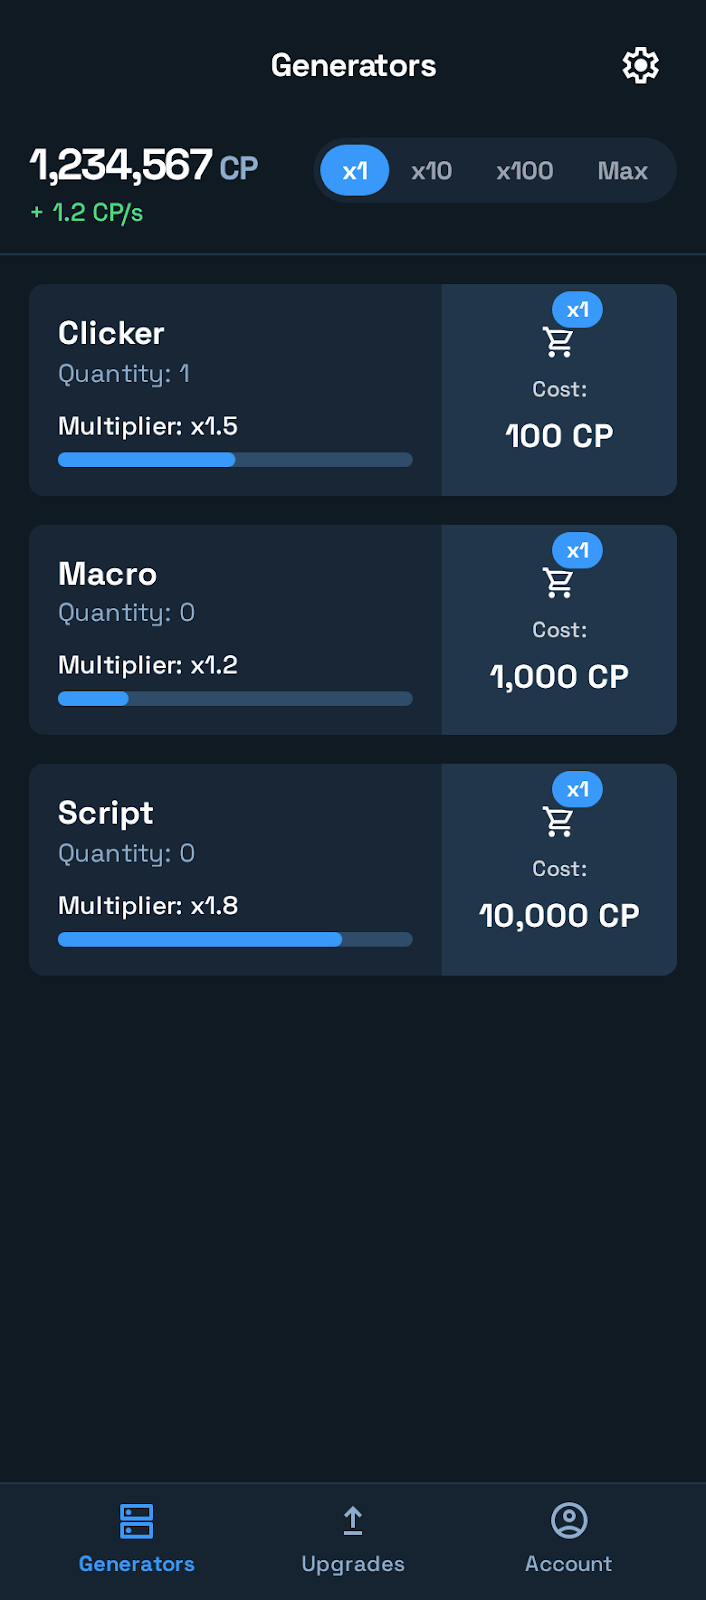 Generators
1,234,567 CP
+ 1.2 CP/s
x1 x10 x100 Max
Clicker
Quantity: 1
Multiplier: x1.5
x1
Cost:
100 CP
Macro
Quantity: 0
Multiplier: x1.2
x1
Cost:
1,000 CP
Script
Quantity: 0
Multiplier: x1.8
x1
Cost:
10,000 CP
Generators
Upgrades
Account